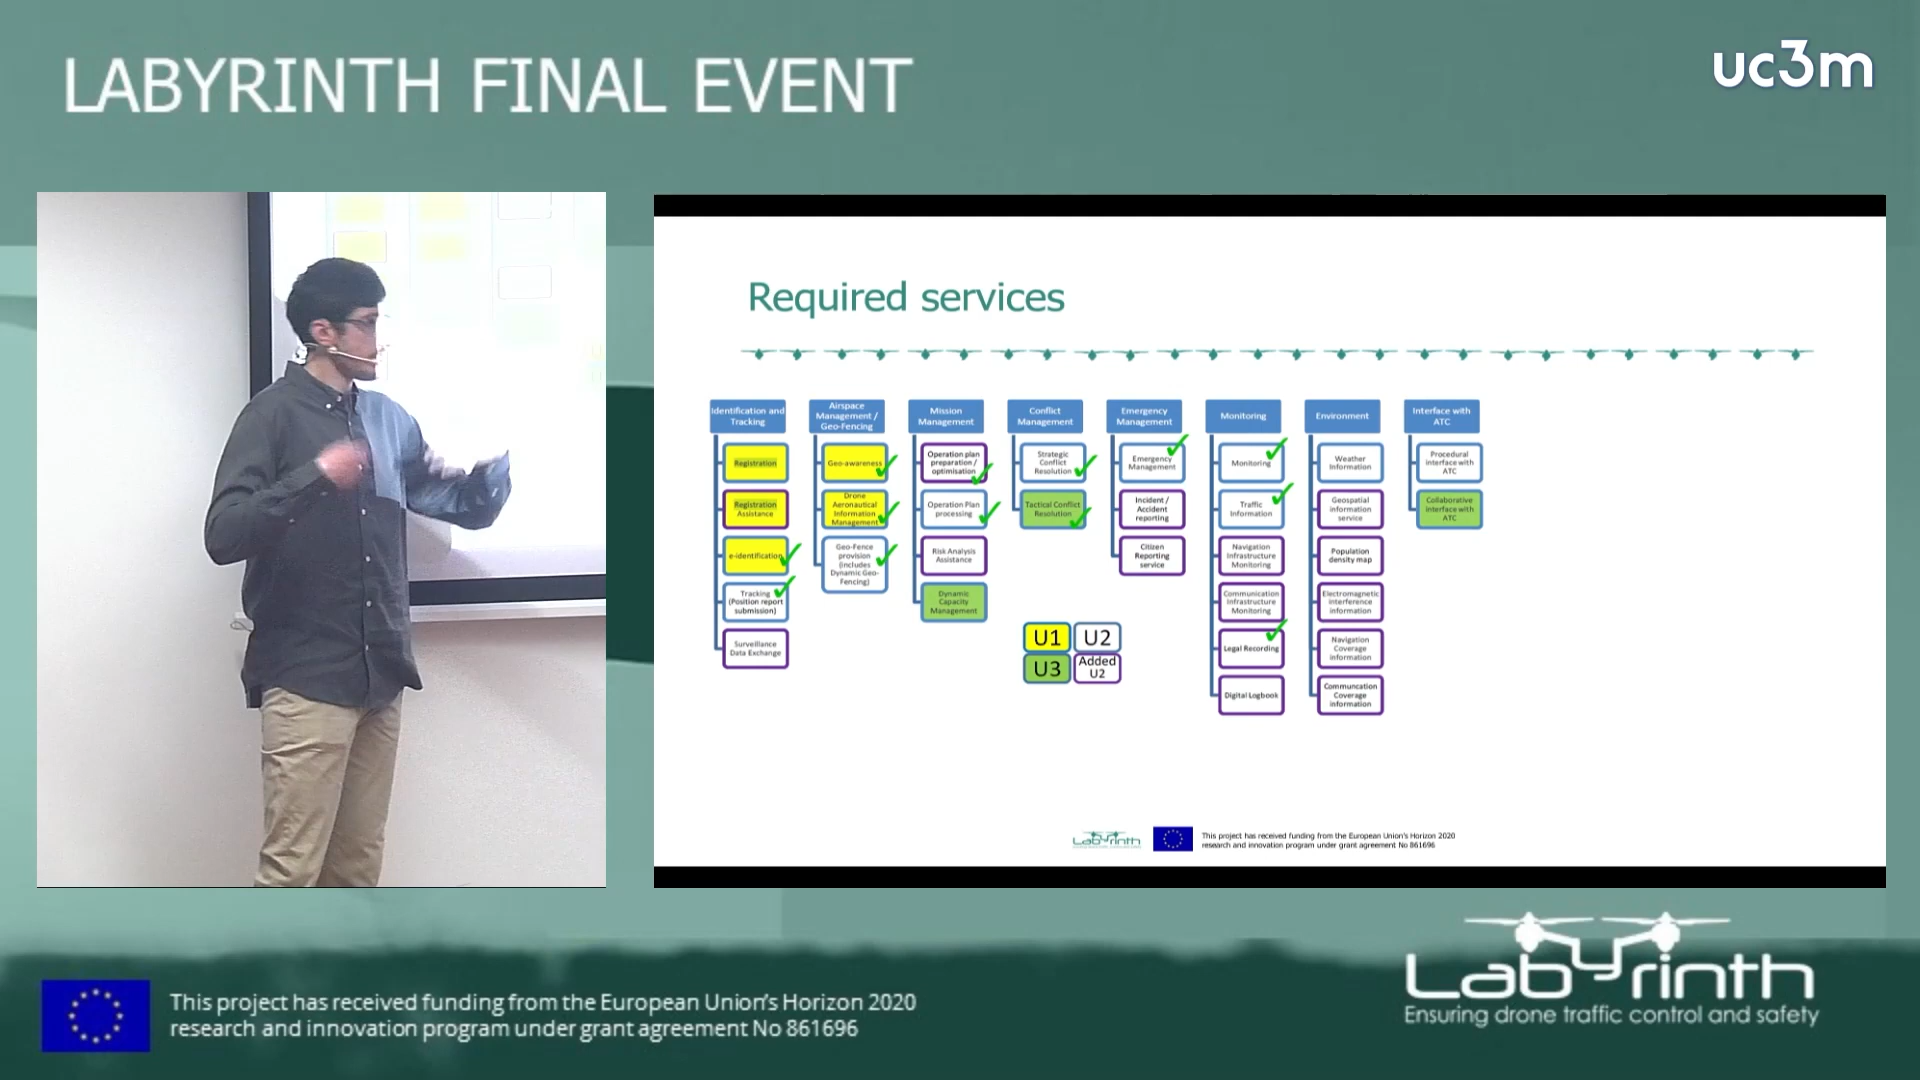 LABYRINTH FINAL EVENT
uc3m
Required services
Identification and
Tracking
Registration
Registration
Assistance
e-identification
Tracking
(Position report
submission)
Surveillance
Data Exchange
Airspace
Management /
Geo-Fencing
Geo-awareness
Drone
Aeronautical
Information
Management
Geo-Fence
provision
(includes
Dynamic Geo-
Fencing)
Mission
Management
Operation plan
preparation /
optimisation
Operation Plan
processing
Risk Analysis
Assistance
Dynamic
Capacity
Management
Conflict
Management
Strategic
Conflict
Resolution
Tactical Conflict
Resolution
Emergency
Management
Emergency
Management
Incident /
Accident
reporting
Citizen
Reporting
service
Monitoring
Monitoring
Traffic
Information
Navigation
Infrastructure
Monitoring
Communication
Infrastructure
Monitoring
Legal Recording
Digital Logbook
Environment
Weather
Information
Geospatial
information
service
Population
density map
Electromagnetic
interference
information
Navigation
Coverage
information
Communcation
Coverage
information
Interface with
ATC
Procedural
interface with
ATC
Collaborative
interface with
ATC
U1 U2
U3 Added
U2
Labyrinth
This project has received funding from the European Union's Horizon 2020
research and innovation program under grant agreement No 861696
This project has received funding from the European Union's Horizon 2020
research and innovation program under grant agreement No 861696
Labyrinth
Ensuring drone traffic control and safety